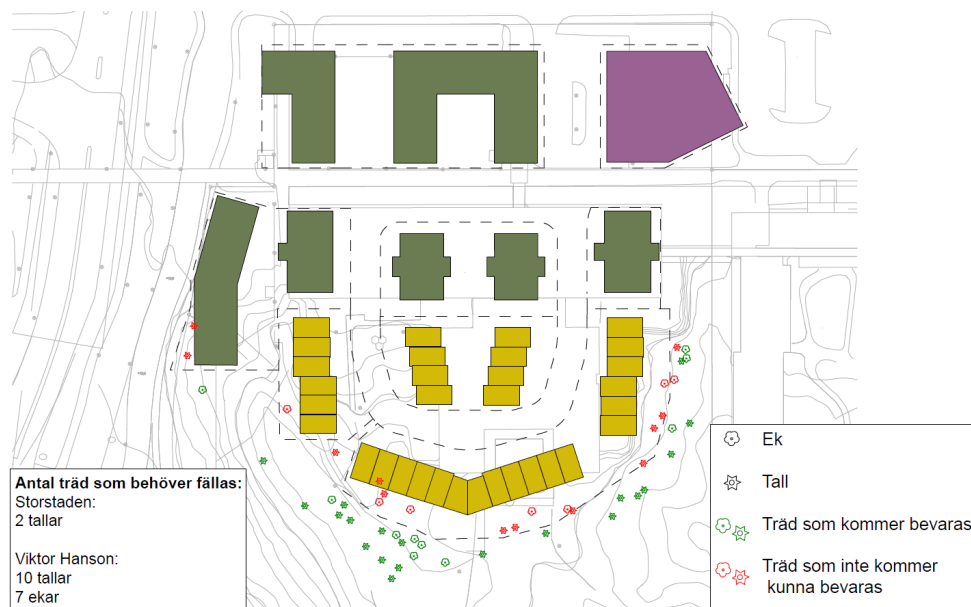 Antal träd som behöver fällas:
Storstaden:
2 tallar
Viktor Hanson:
10 tallar
7 ekar
Ek
Tall
Träd som kommer bevaras
Träd som inte kommer
kunna bevaras